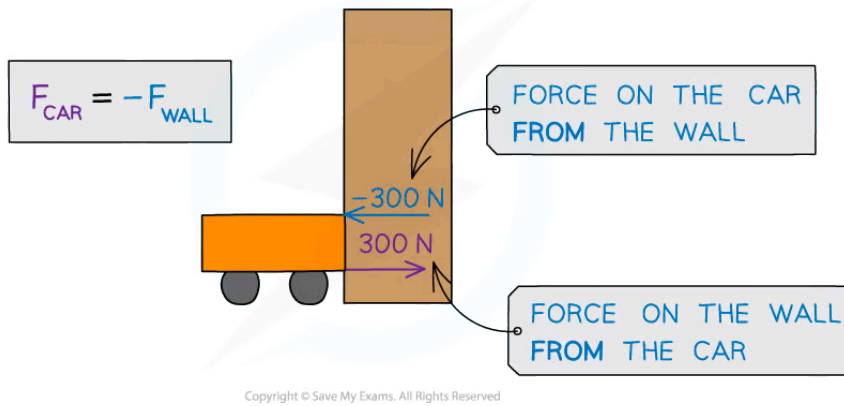 F_CAR = -F_WALL
FORCE ON THE CAR
FROM THE WALL
-300 N
300 N
FORCE ON THE WALL
FROM THE CAR
Copyright © Save My Exams. All Rights Reserved